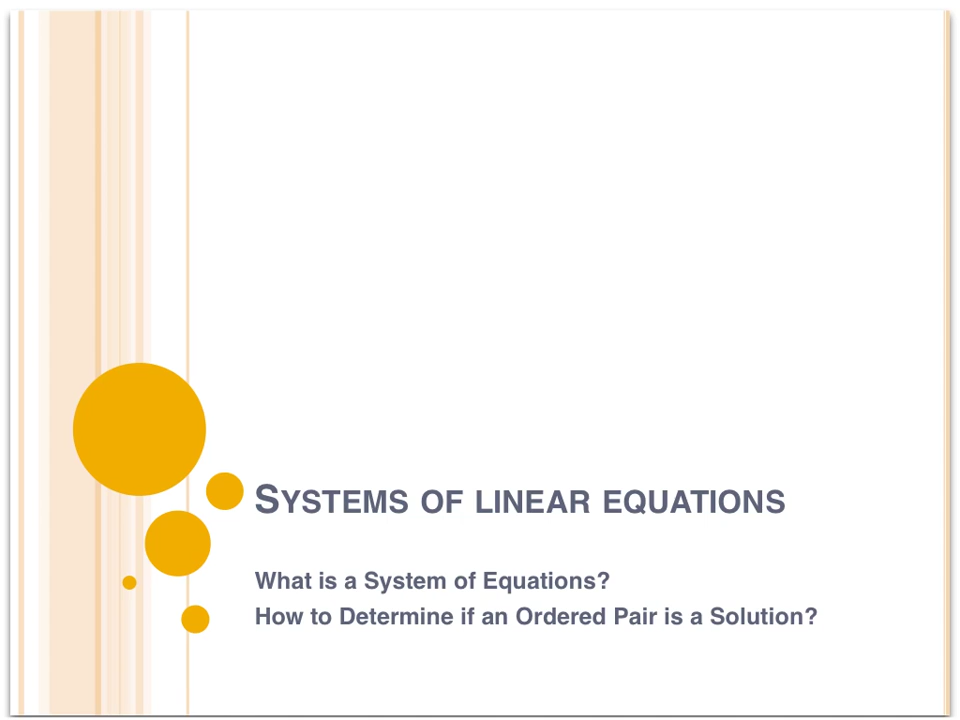 Systems of linear equations
What is a System of Equations?
How to Determine if an Ordered Pair is a Solution?